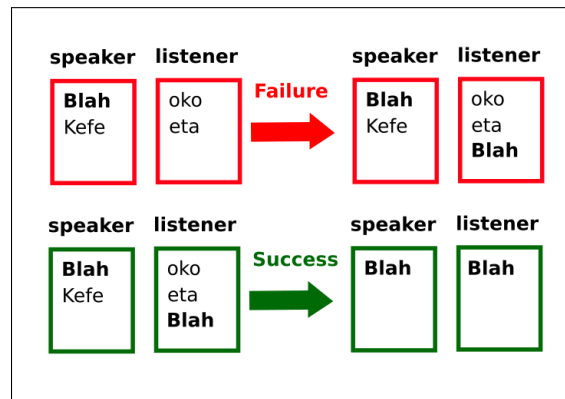 speaker listener speaker listener
Blah oko Failure Blah oko
Kefe eta Kefe eta
Blah
speaker listener speaker listener
Blah oko Success Blah Blah
Kefe eta
Blah